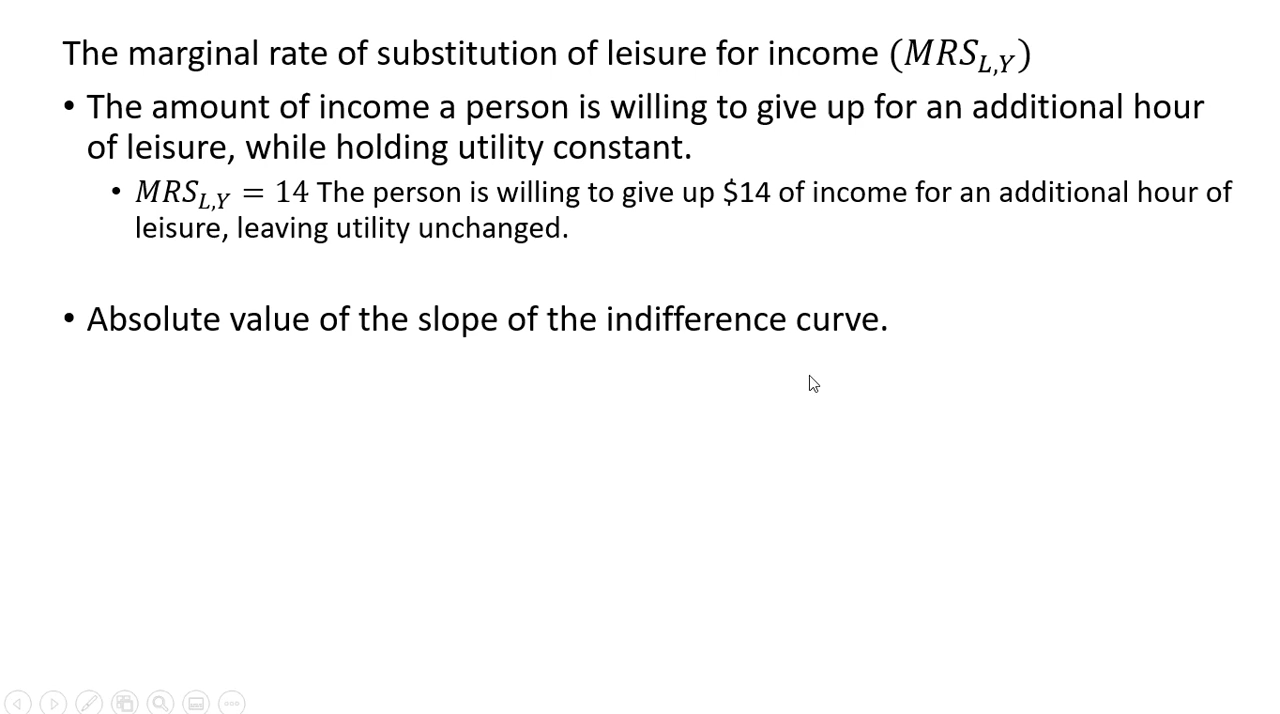 The marginal rate of substitution of leisure for income (𝑀𝑅𝑆_{𝐿,𝑌})
• The amount of income a person is willing to give up for an additional hour
of leisure, while holding utility constant.
• 𝑀𝑅𝑆_{𝐿,𝑌} = 14 The person is willing to give up $14 of income for an additional hour of
leisure, leaving utility unchanged.
• Absolute value of the slope of the indifference curve.